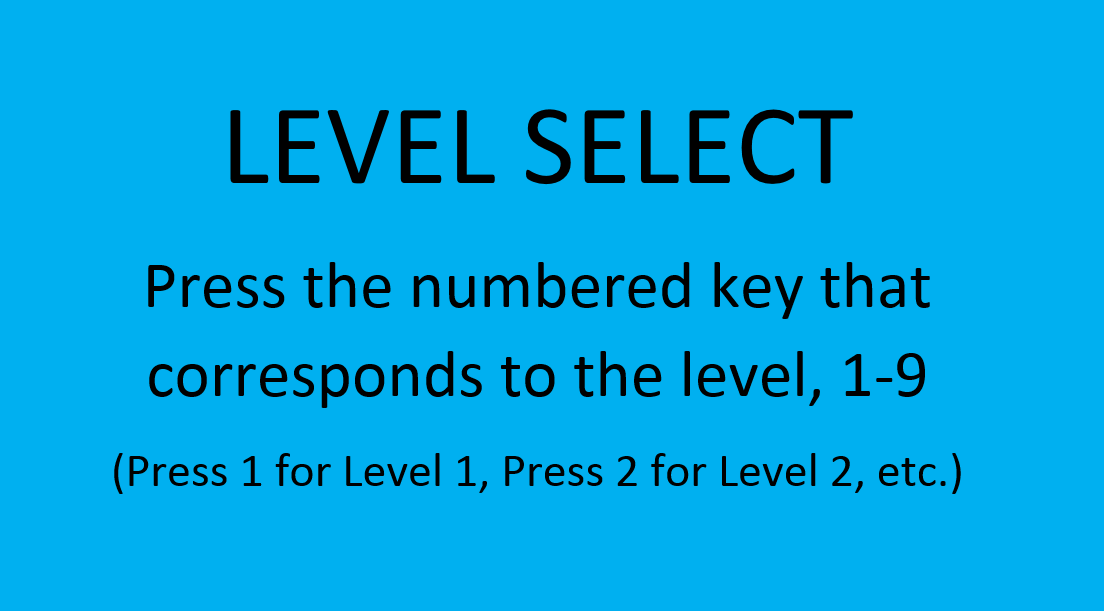 LEVEL SELECT
Press the numbered key that
corresponds to the level, 1-9
(Press 1 for Level 1, Press 2 for Level 2, etc.)